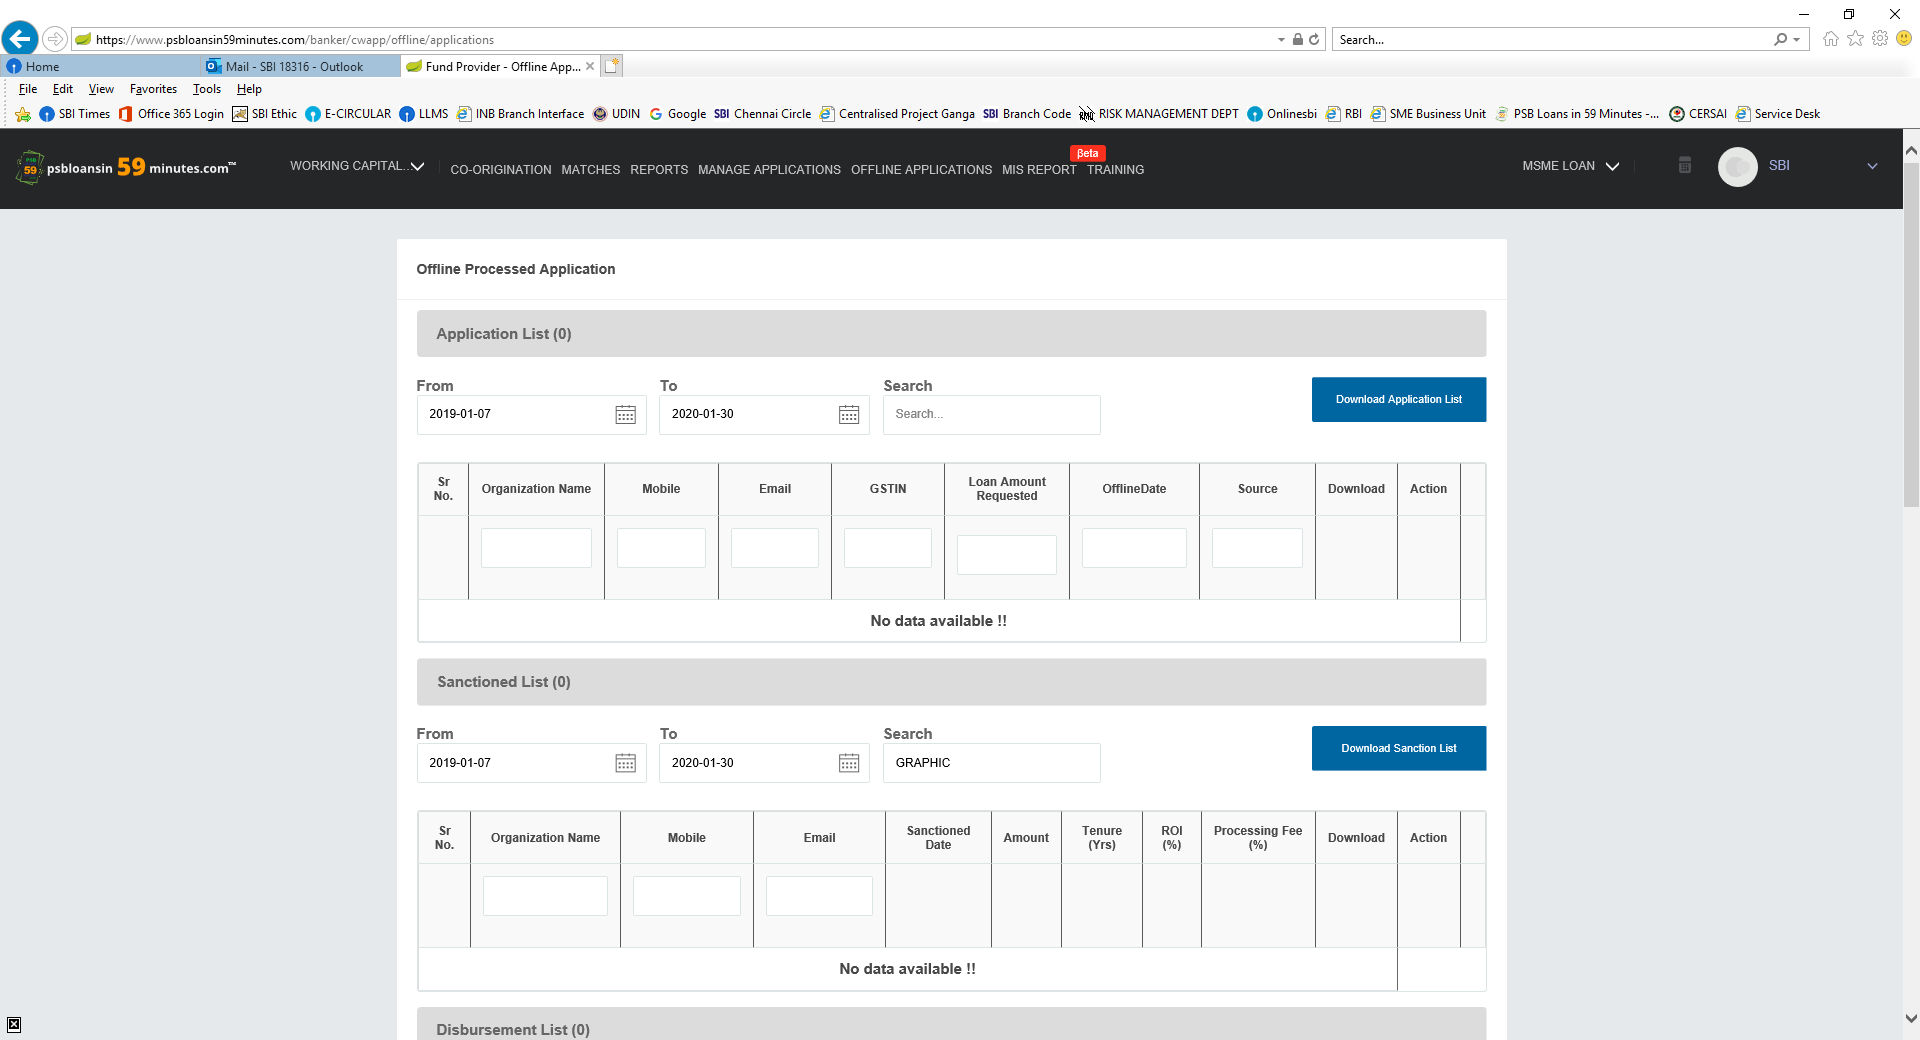 https://www.psbloansin59minutes.com/banker/cwapp/offline/applications
Search...
Home
Mail - SBI 18316 - Outlook
Fund Provider - Offline App...
File Edit View Favorites Tools Help
SBI Times Office 365 Login SBI Ethic E-CIRCULAR LLMS INB Branch Interface UDIN Google SBI Chennai Circle Centralised Project Ganga SBI Branch Code RISK MANAGEMENT DEPT Onlinesbi RBI SME Business Unit PSB Loans in 59 Minutes -... CERSAI Service Desk
psbloansin 59 minutes.com™
WORKING CAPITAL...
CO-ORIGINATION MATCHES REPORTS MANAGE APPLICATIONS OFFLINE APPLICATIONS MIS REPORT TRAINING
βeta
MSME LOAN
SBI
Offline Processed Application
Application List (0)
From To Search
2019-01-07 2020-01-30 Search...
Download Application List
Sr No. Organization Name Mobile Email GSTIN Loan Amount Requested OfflineDate Source Download Action
No data available !!
Sanctioned List (0)
From To Search
2019-01-07 2020-01-30 GRAPHIC
Download Sanction List
Sr No. Organization Name Mobile Email Sanctioned Date Amount Tenure (Yrs) ROI (%) Processing Fee (%) Download Action
No data available !!
Disbursement List (0)